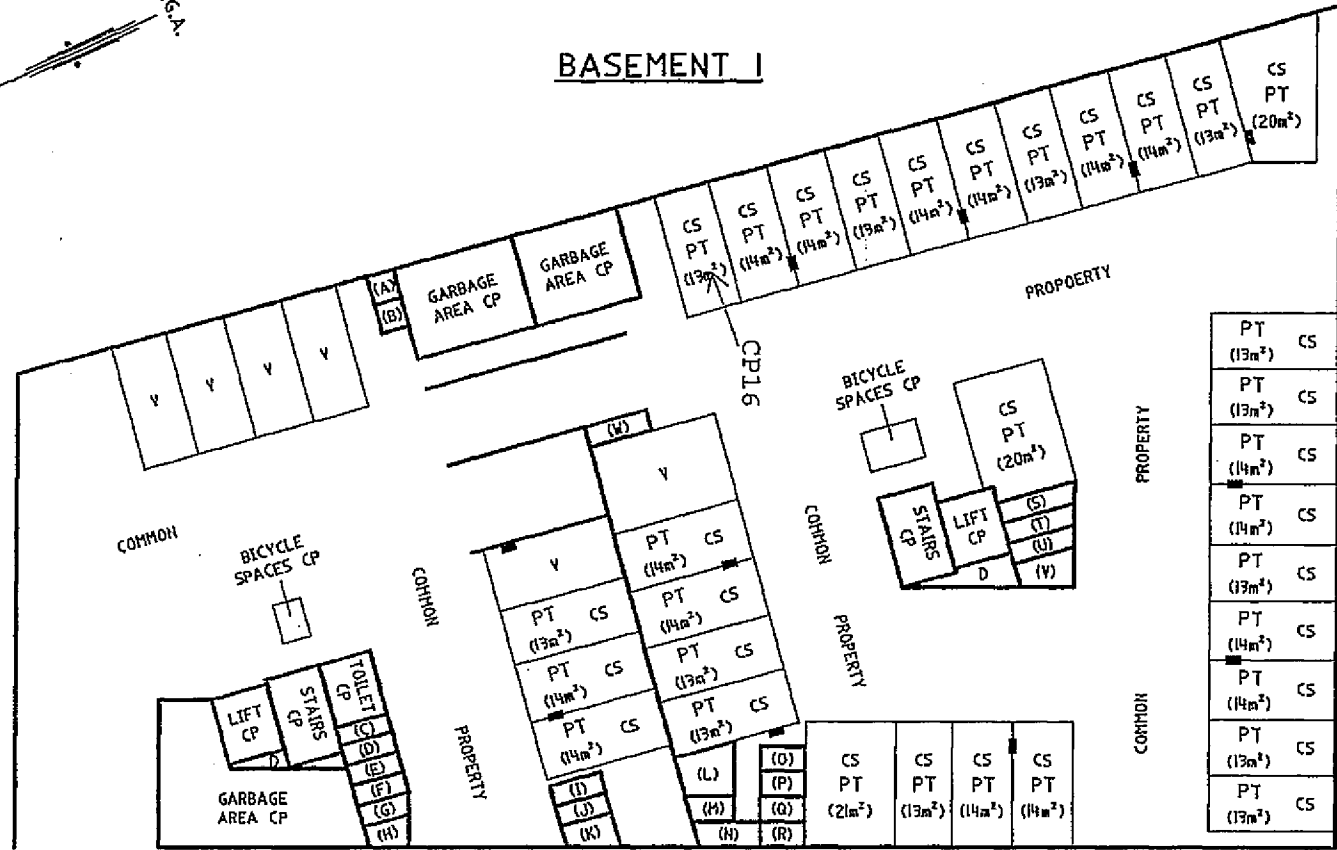 G.A.
BASEMENT 1
CS
PT
(13m²)
CS
PT
(14m²)
CS
PT
(14m²)
CS
PT
(13m²)
CS
PT
(14m²)
CS
PT
(14m²)
CS
PT
(13m²)
CS
PT
(14m²)
CS
PT
(14m²)
CS
PT
(13m²)
CS
PT
(20m²)
(A)
(B)
GARBAGE
AREA CP
GARBAGE
AREA CP
PROPOERTY
CP16
V
V
V
V
BICYCLE
SPACES CP
CS
PT
(20m²)
STAIRS
CP
LIFT
CP
D
(S)
(T)
(U)
(V)
PROPERTY
COMMON
PT
(13m²) CS
PT
(13m²) CS
PT
(14m²) CS
PT
(14m²) CS
PT
(13m²) CS
PT
(14m²) CS
PT
(14m²) CS
PT
(13m²) CS
PT
(13m²) CS
(W)
V
PT CS
(14m²)
PT CS
(14m²)
PT CS
(13m²)
PT CS
(13m²)
V
PT CS
(13m²)
PT CS
(14m²)
PT CS
(14m²)
COMMON
PROPERTY
COMMON
BICYCLE
SPACES CP
COMMON
PROPERTY
LIFT
CP
D
STAIRS
CP
TOILET
CP
(C)
(D)
(E)
(F)
(G)
(H)
GARBAGE
AREA CP
(I)
(J)
(K)
(L)
(M)
(N)
(O)
(P)
(Q)
(R)
CS
PT
(21m²)
CS
PT
(13m²)
CS
PT
(14m²)
CS
PT
(14m²)